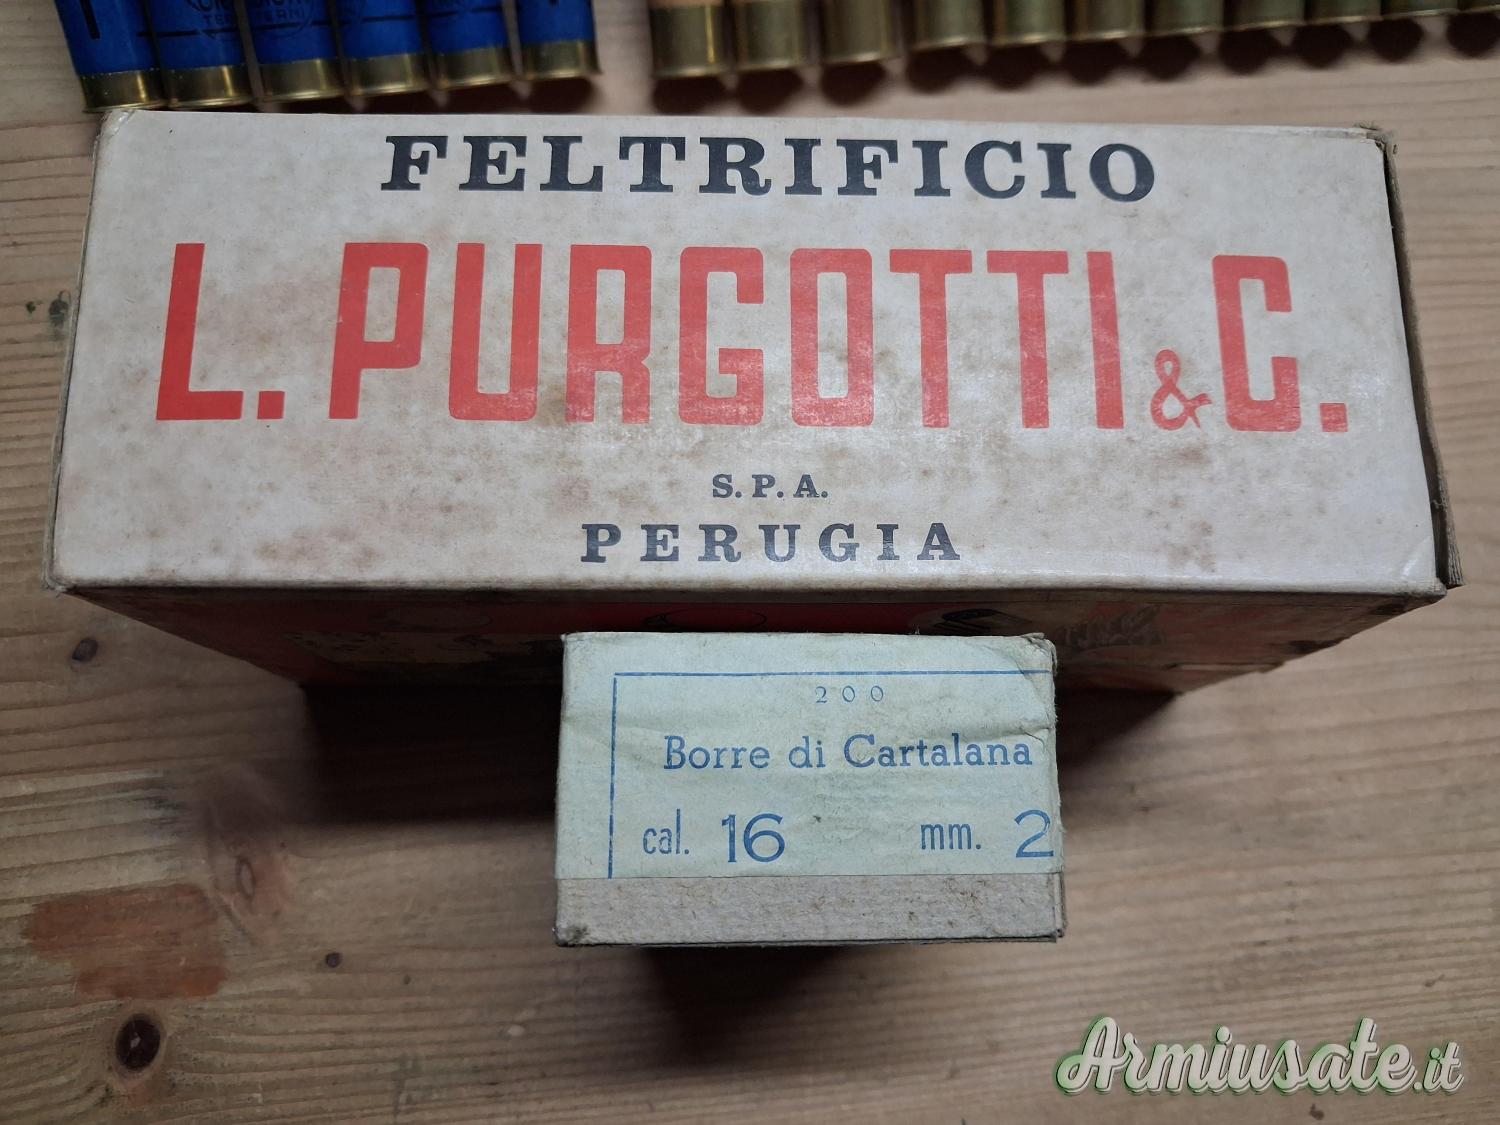 FELTRIFICIO
L. PURGOTTI & C.
S. P. A.
PERUGIA
200
Borre di Cartalana
cal. 16 mm. 2
Armiusate.it